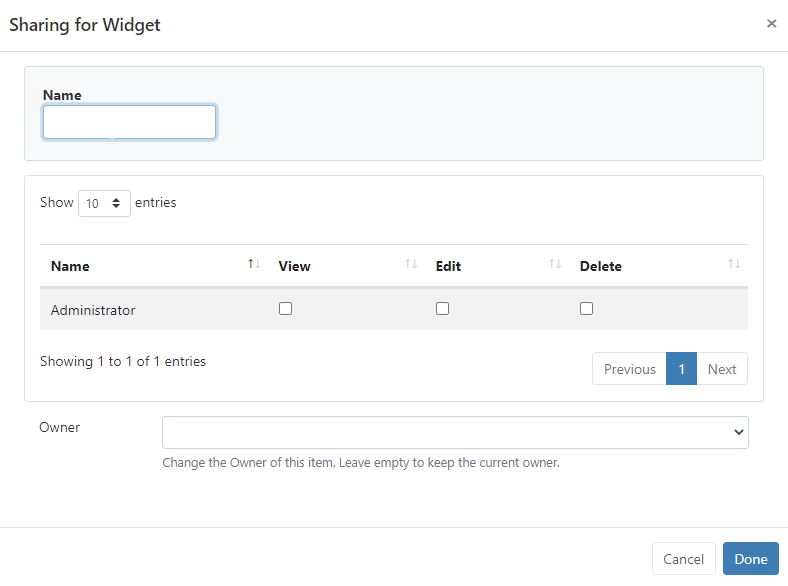 Sharing for Widget ×
Name
Show 10 entries
Name View Edit Delete
Administrator
Showing 1 to 1 of 1 entries
Previous 1 Next
Owner
Change the Owner of this item. Leave empty to keep the current owner.
Cancel Done